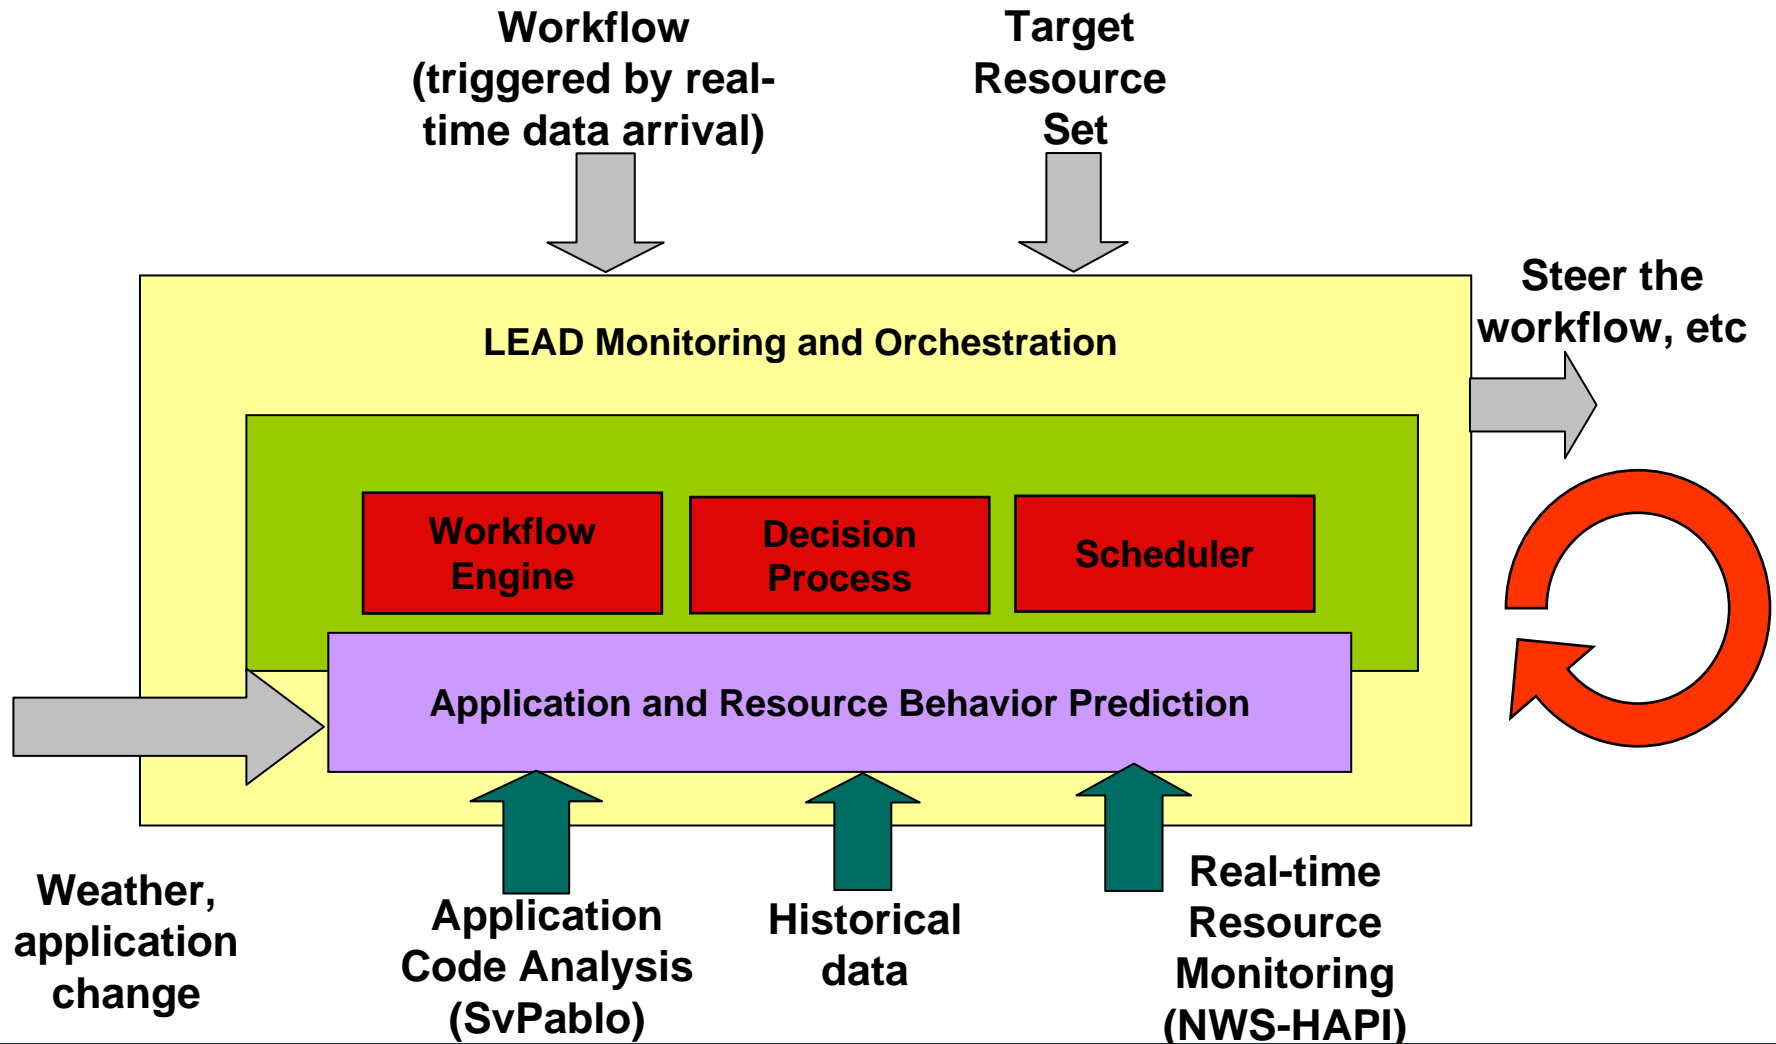 Workflow
(triggered by real-
time data arrival)
Target
Resource
Set
Steer the
workflow, etc
LEAD Monitoring and Orchestration
Workflow
Engine
Decision
Process
Scheduler
Application and Resource Behavior Prediction
Weather,
application
change
Application
Code Analysis
(SvPablo)
Historical
data
Real-time
Resource
Monitoring
(NWS-HAPI)